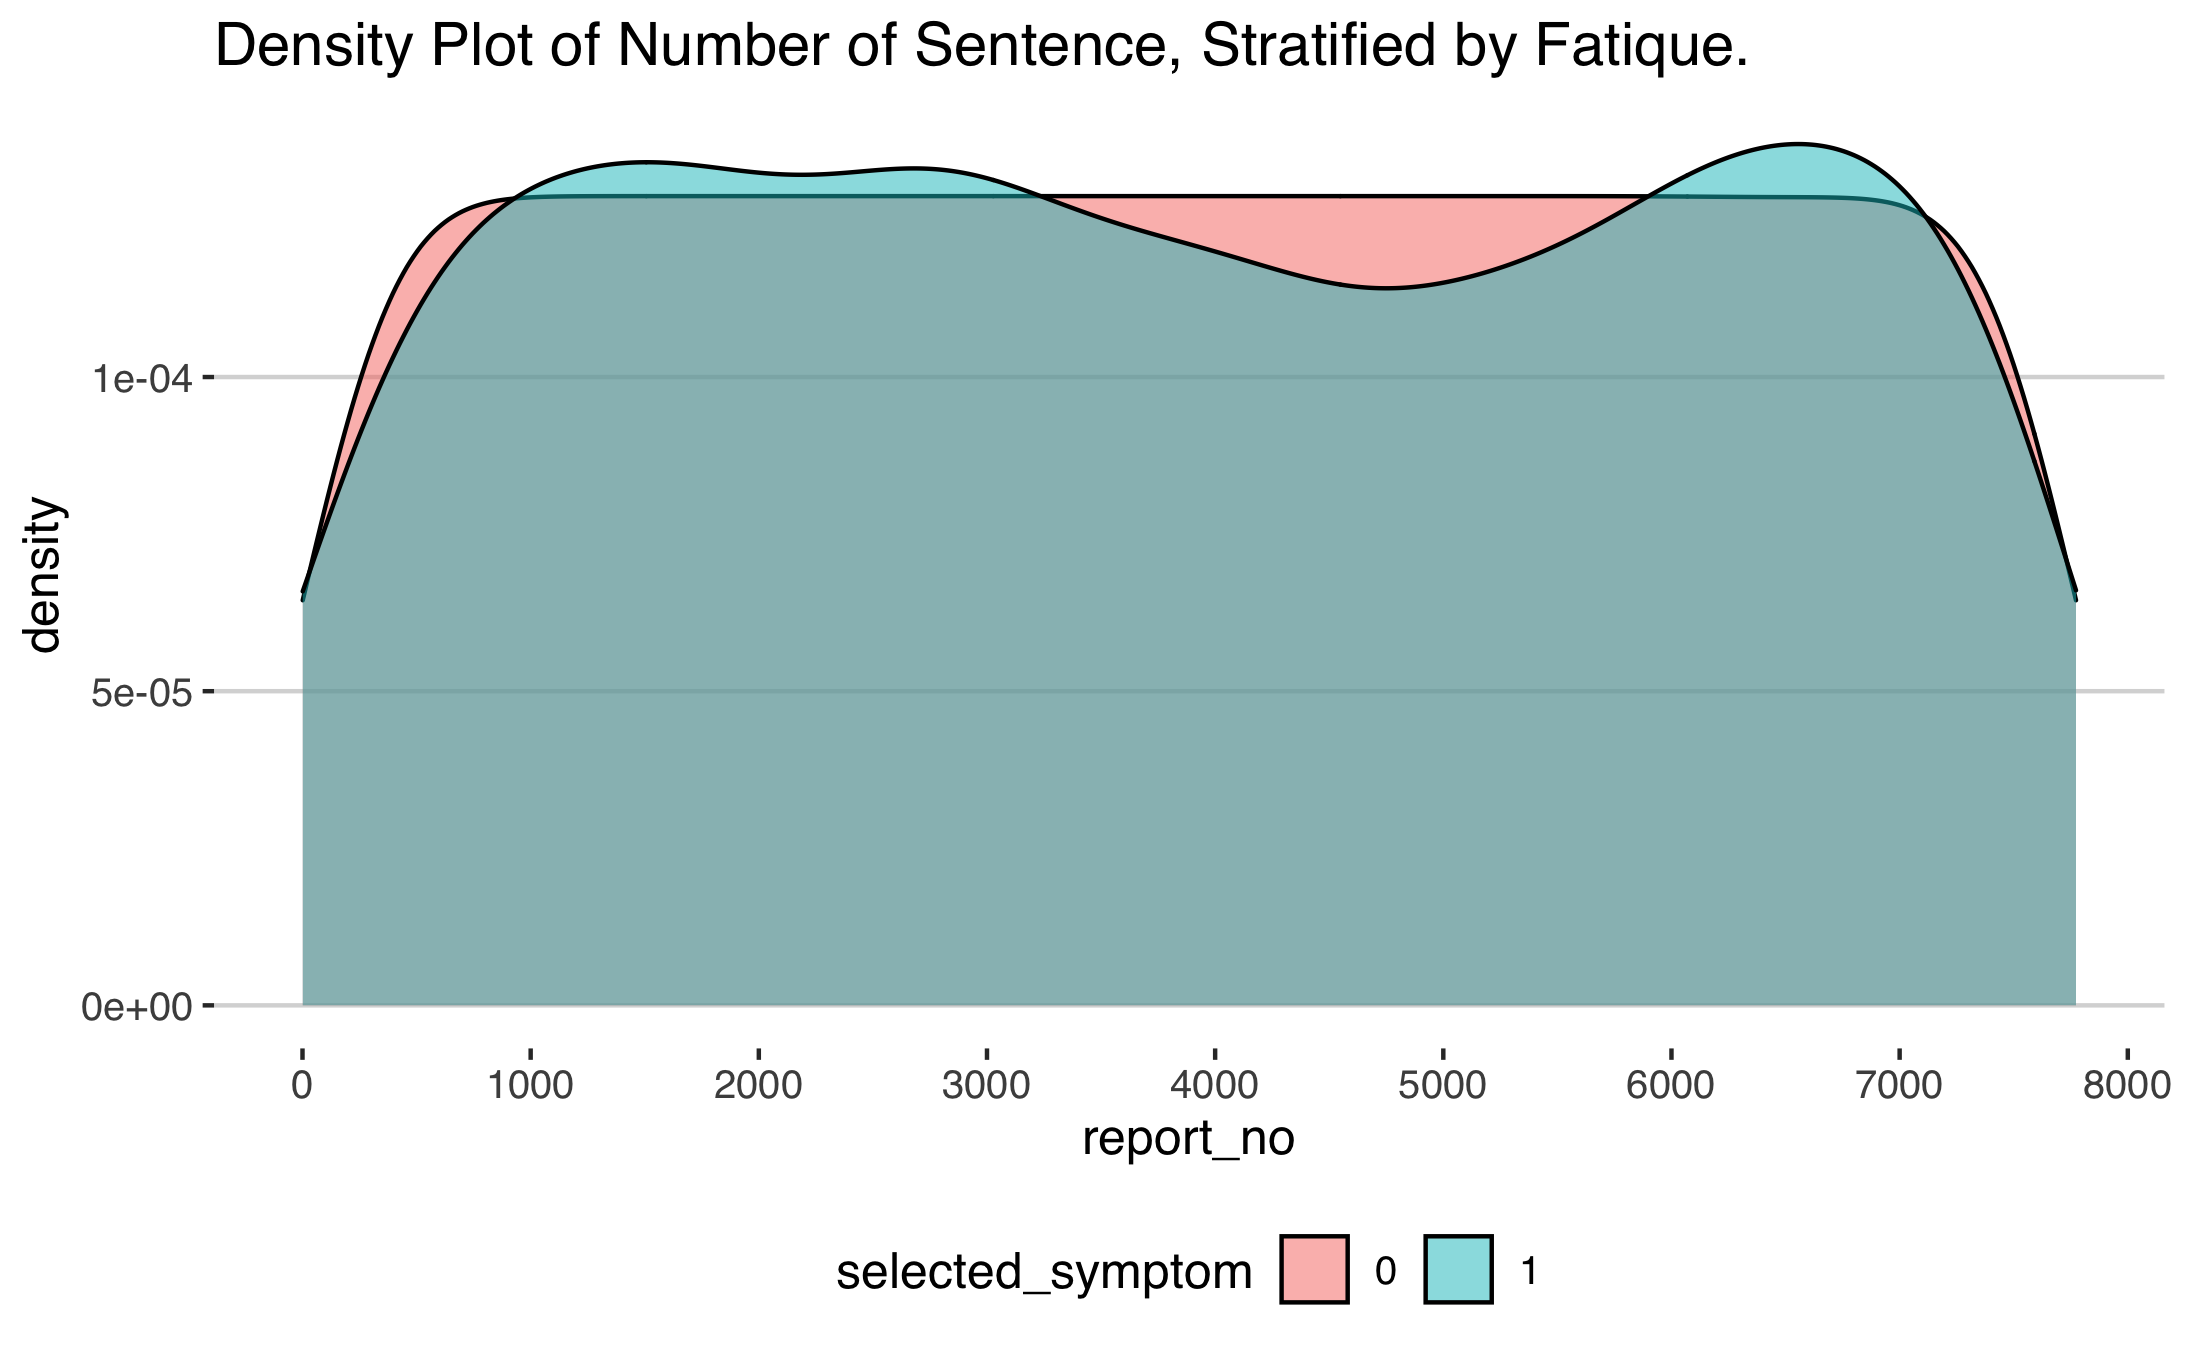 Density Plot of Number of Sentence, Stratified by Fatique.
density
1e-04
5e-05
0e+00
0 1000 2000 3000 4000 5000 6000 7000 8000
report_no
selected_symptom 0 1